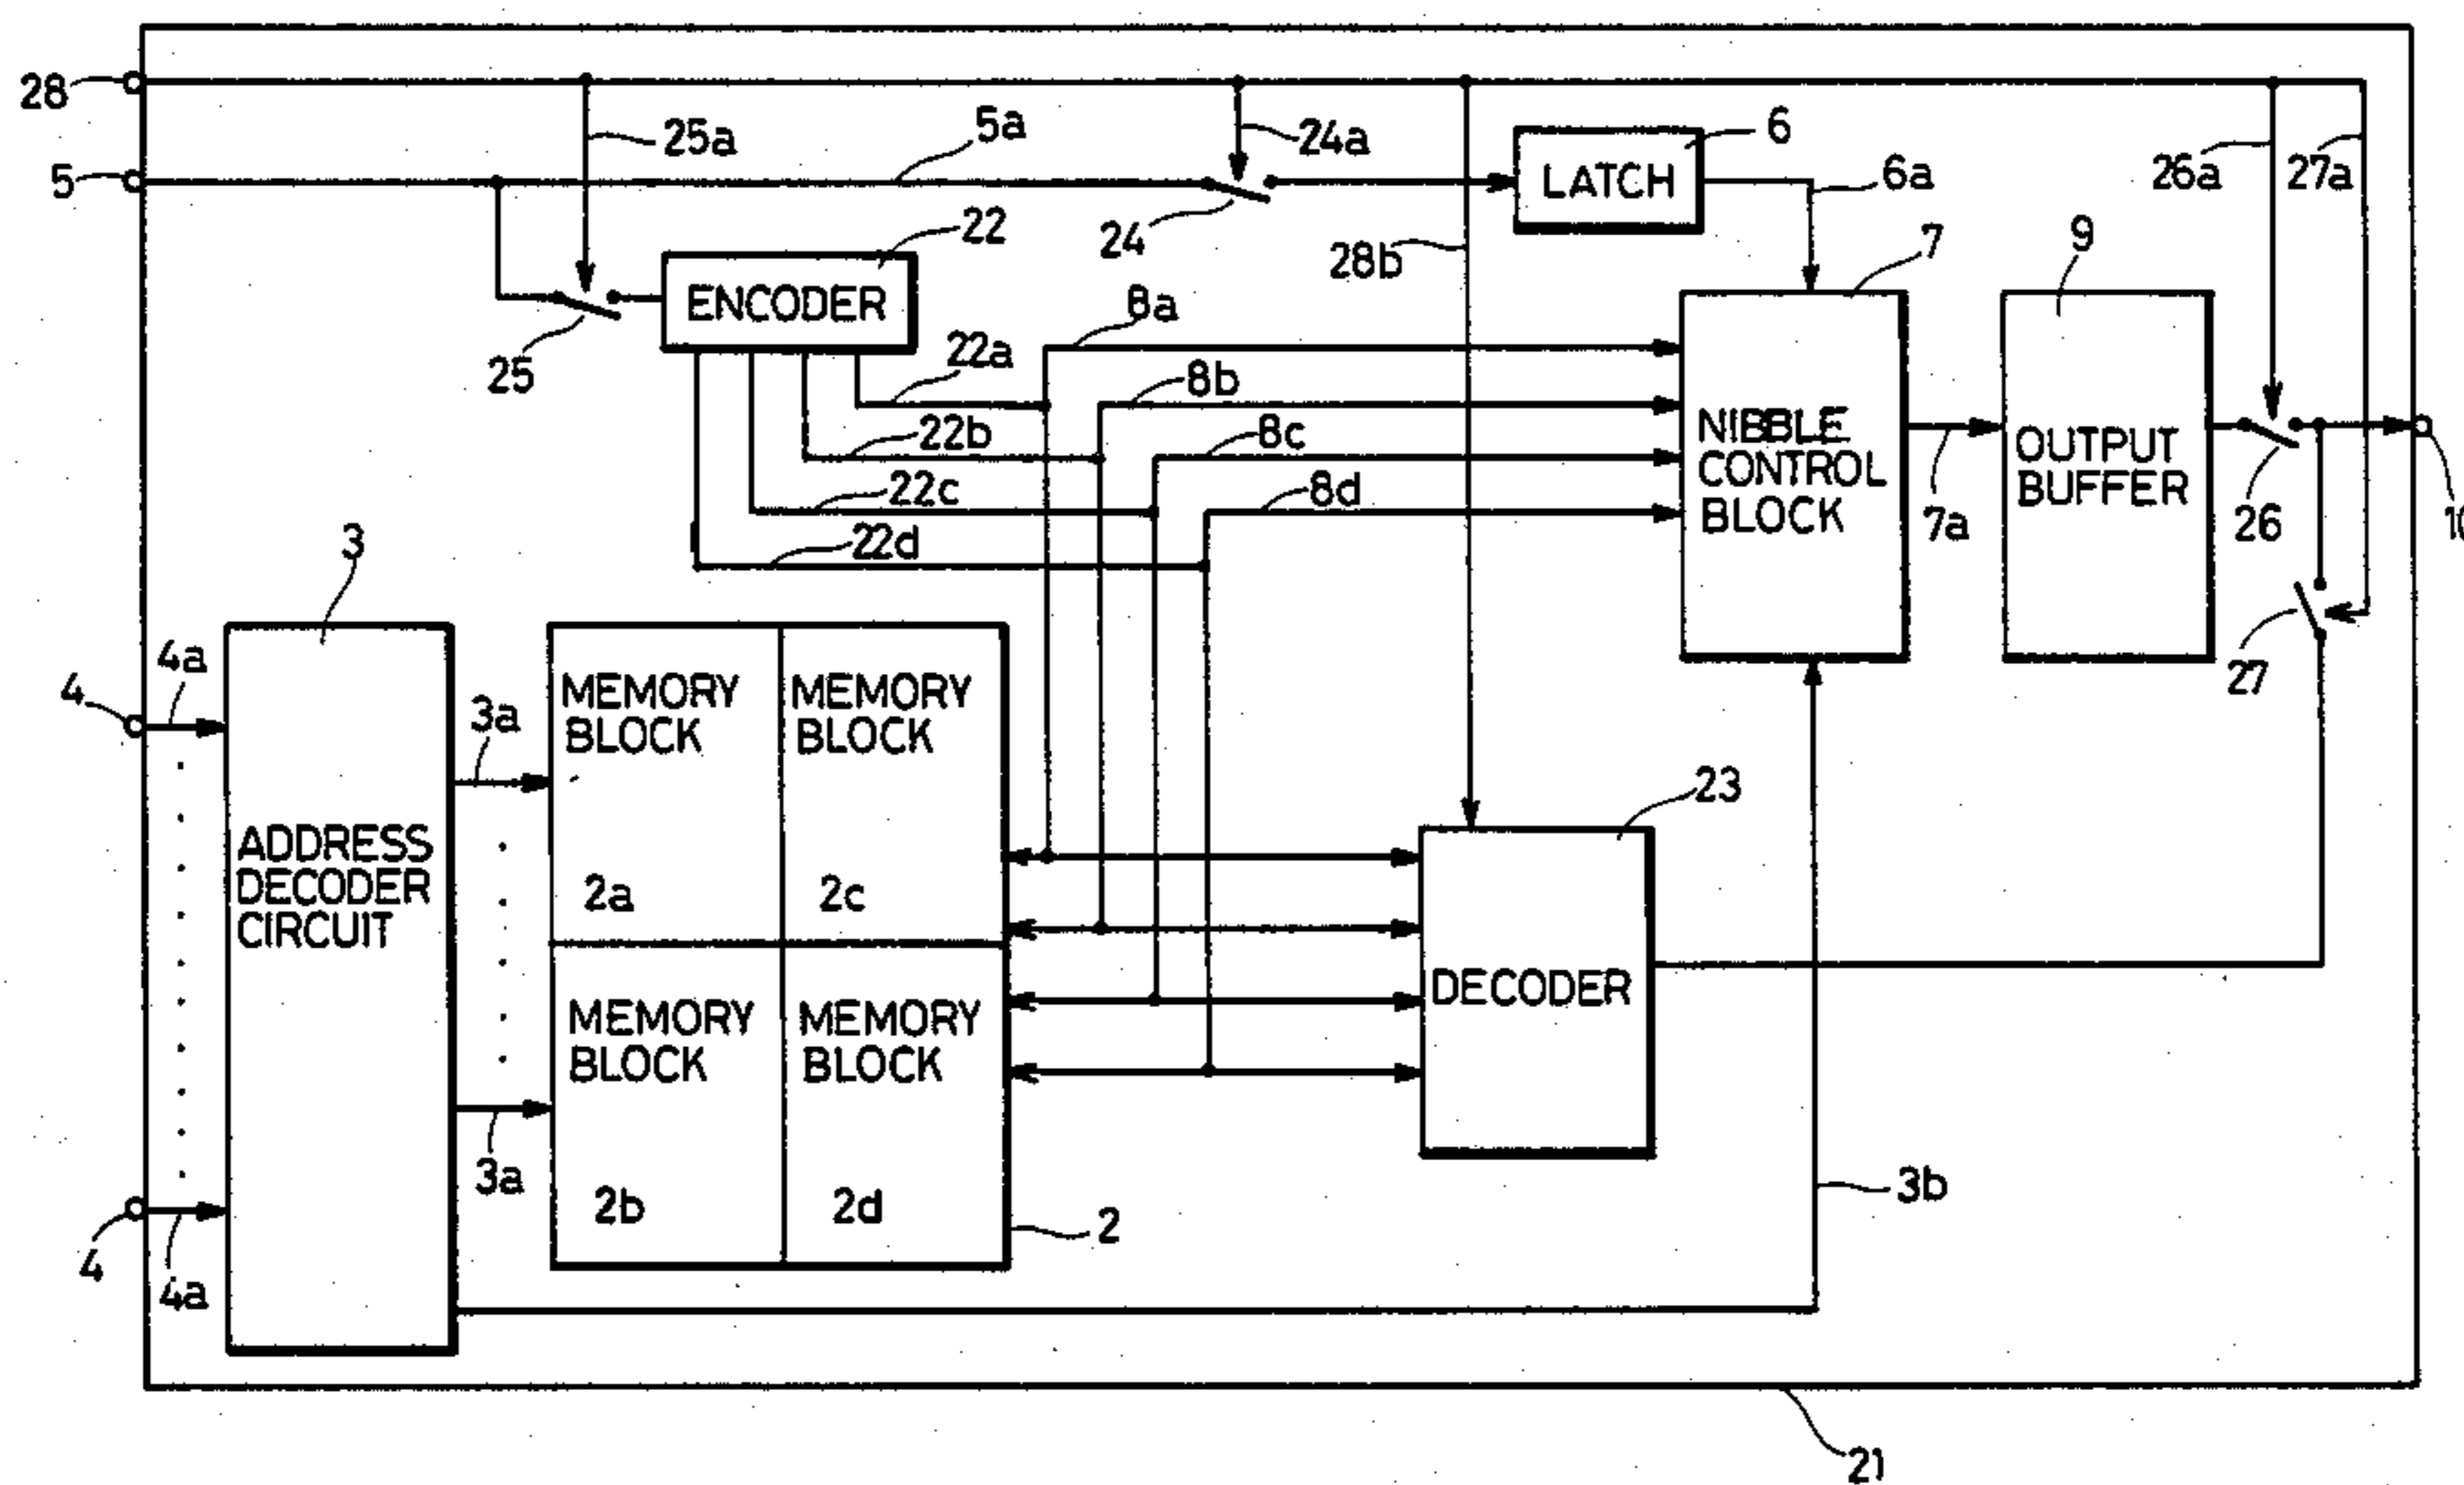 28
25a
5a
24a
6
LATCH
6a
26a
27a
5
22
24
28b
7
9
ENCODER
25
22a
8a
22b
8b
22c
8c
22d
8d
NIBBLE
CONTROL
BLOCK
7a
OUTPUT
BUFFER
26
10
27
3
4
4a
3a
MEMORY
BLOCK
2a
MEMORY
BLOCK
2c
ADDRESS
DECODER
CIRCUIT
23
DECODER
MEMORY
BLOCK
2b
MEMORY
BLOCK
2d
3a
3b
2
4
4a
21